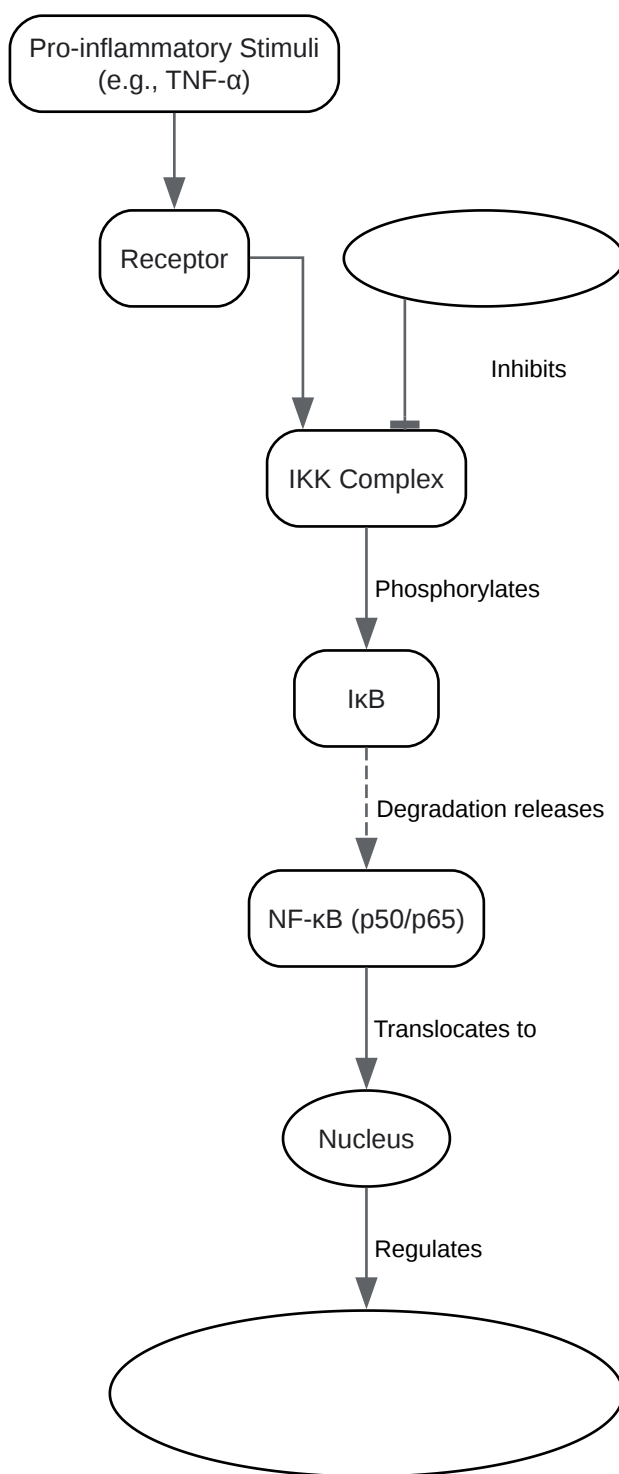 Pro-inflammatory Stimuli
(e.g., TNF-α)
Receptor
Inhibits
IKK Complex
Phosphorylates
IκB
Degradation releases
NF-κB (p50/p65)
Translocates to
Nucleus
Regulates